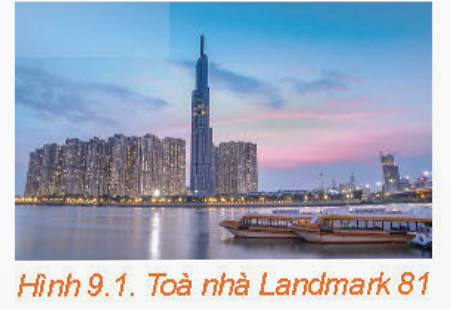 Hình 9.1. Toà nhà Landmark 81